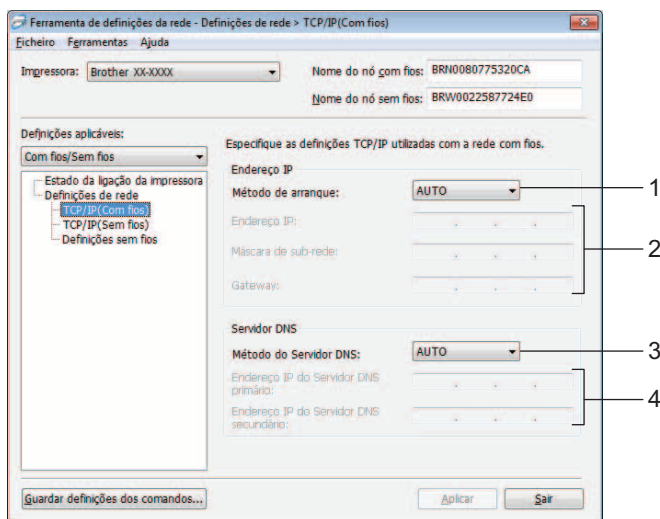 Ferramenta de definições da rede - Definições de rede > TCP/IP(Com fios)
Ficheiro Ferramentas Ajuda
Impressora: Brother XX-XXXX
Nome do nó com fios: BRN0080775320CA
Nome do nó sem fios: BRW0022587724E0
Definições aplicáveis:
Com fios/Sem fios
Estado da ligação da impressora
Definições de rede
TCP/IP(Com fios)
TCP/IP(Sem fios)
Definições sem fios
Especifique as definições TCP/IP utilizadas com a rede com fios.
Endereço IP
Método de arranque: AUTO 1
Endereço IP:
Máscara de sub-rede: 2
Gateway:
Servidor DNS
Método do Servidor DNS: AUTO 3
Endereço IP do Servidor DNS
primário:
4
Endereço IP do Servidor DNS
secundário:
Guardar definições dos comandos... Aplicar Sair